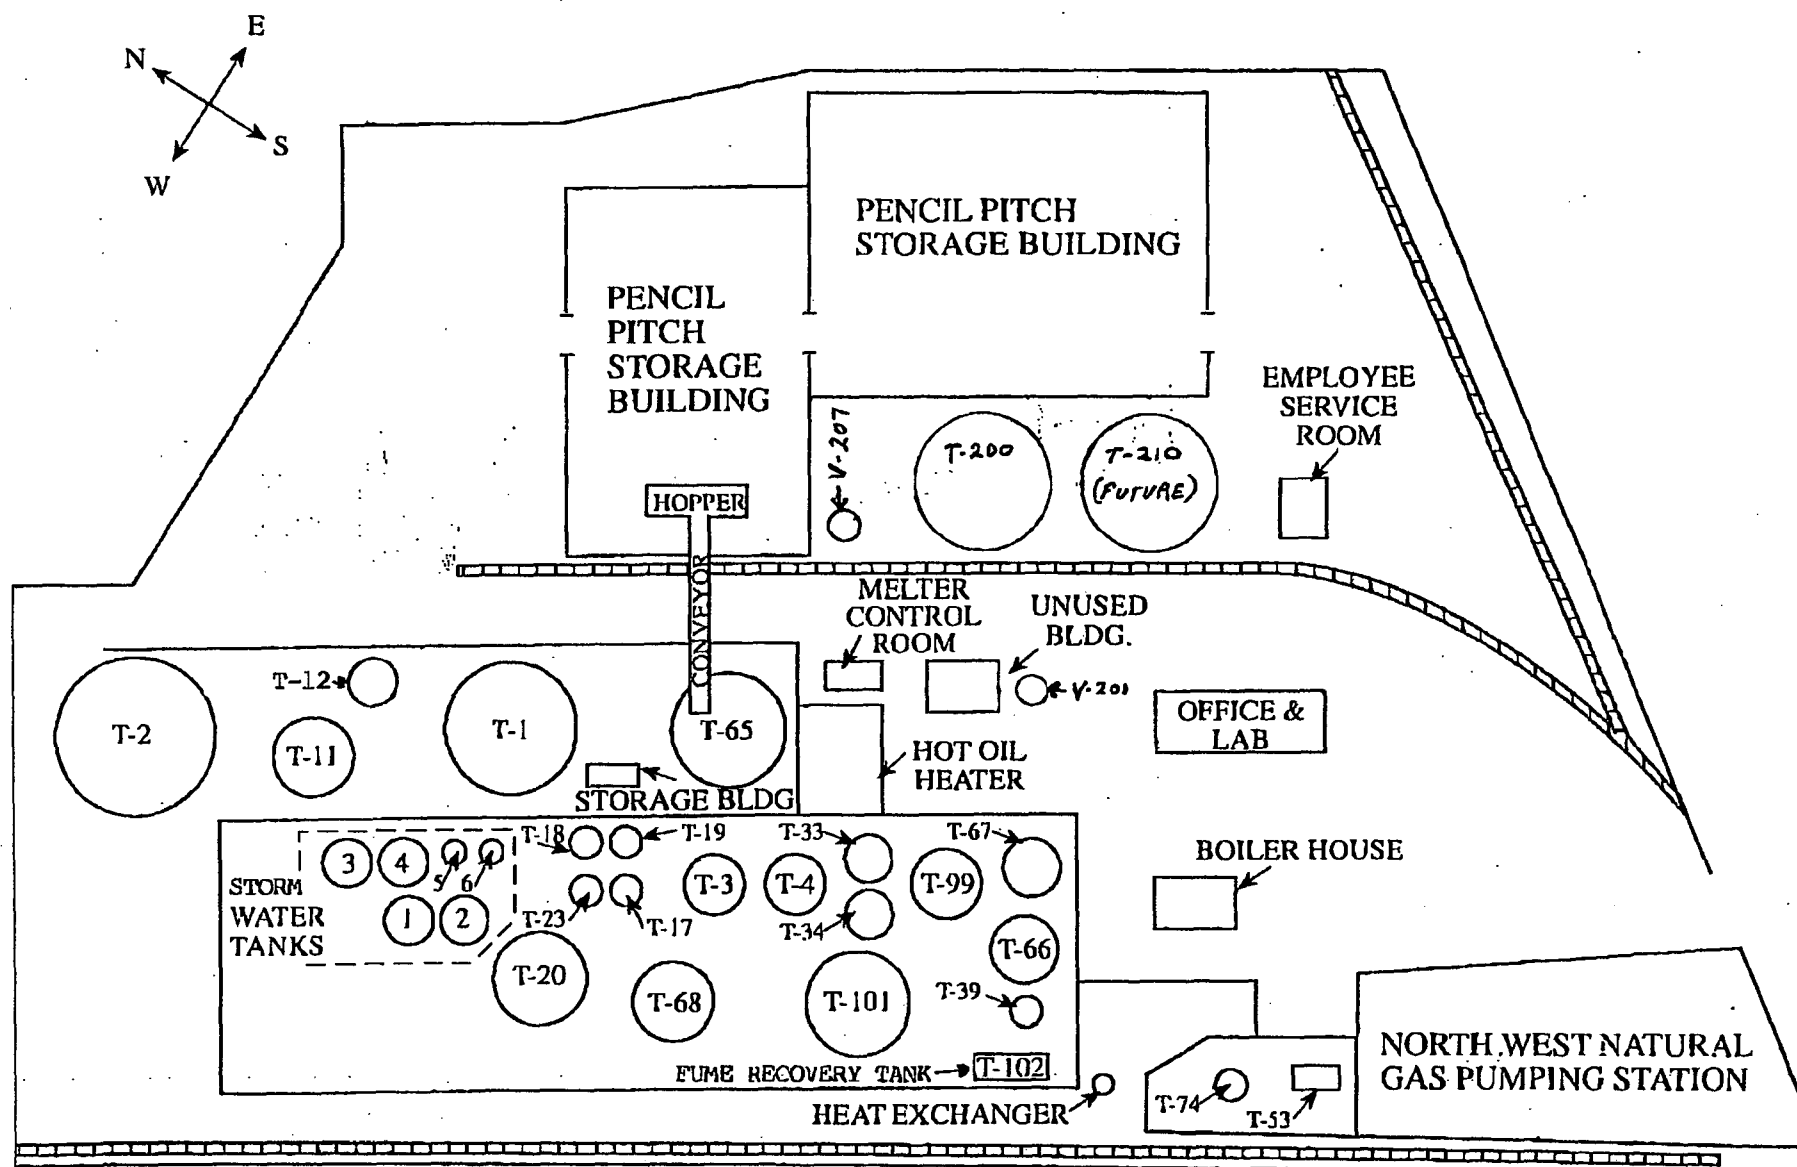 E
N
S
W
PENCIL PITCH
STORAGE BUILDING
PENCIL
PITCH
STORAGE
BUILDING
EMPLOYEE
SERVICE
ROOM
V-207
T-200
T-210
(FUTURE)
HOPPER
CONVEYOR
MELTER
CONTROL
ROOM
UNUSED
BLDG.
T-12
V-201
T-2
T-11
T-1
T-65
OFFICE &
LAB
HOT OIL
HEATER
STORAGE BLDG
T-18
T-19
T-33
T-67
3
4
5
6
1
2
STORM
WATER
TANKS
T-3
T-4
T-99
BOILER HOUSE
T-23
T-17
T-34
T-66
T-20
T-68
T-101
T-39
FUME RECOVERY TANK
T-102
HEAT EXCHANGER
T-74
T-53
NORTH WEST NATURAL
GAS PUMPING STATION